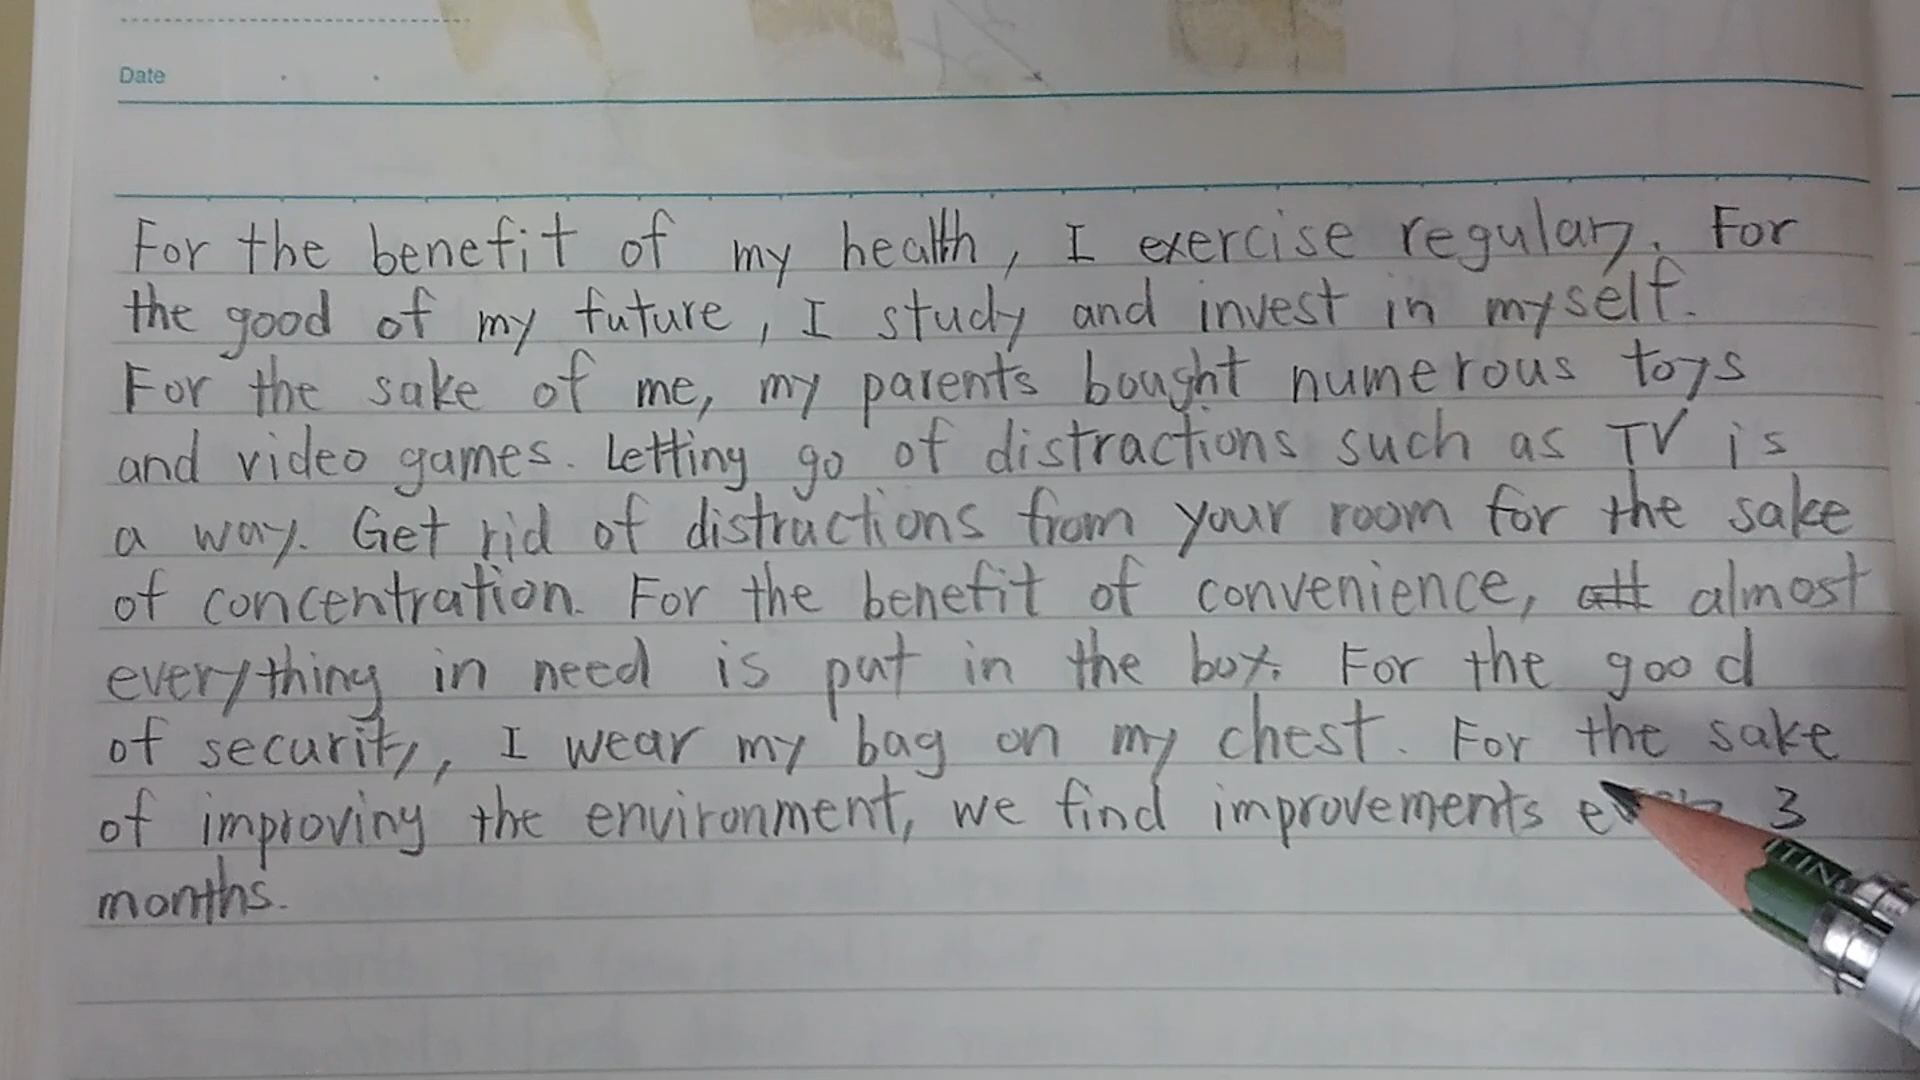 Date
For the benefit of my health, I exercise regulary. For
the good of my future, I study and invest in myself.
For the sake of me, my parents bought numerous toys
and video games. Letting go of distractions such as TV is
a way. Get rid of distractions from your room for the sake
of concentration. For the benefit of convenience, almost
everything in need is put in the box. For the good
of security, I wear my bag on my chest. For the sake
of improving the environment, we find improvements 3
months.